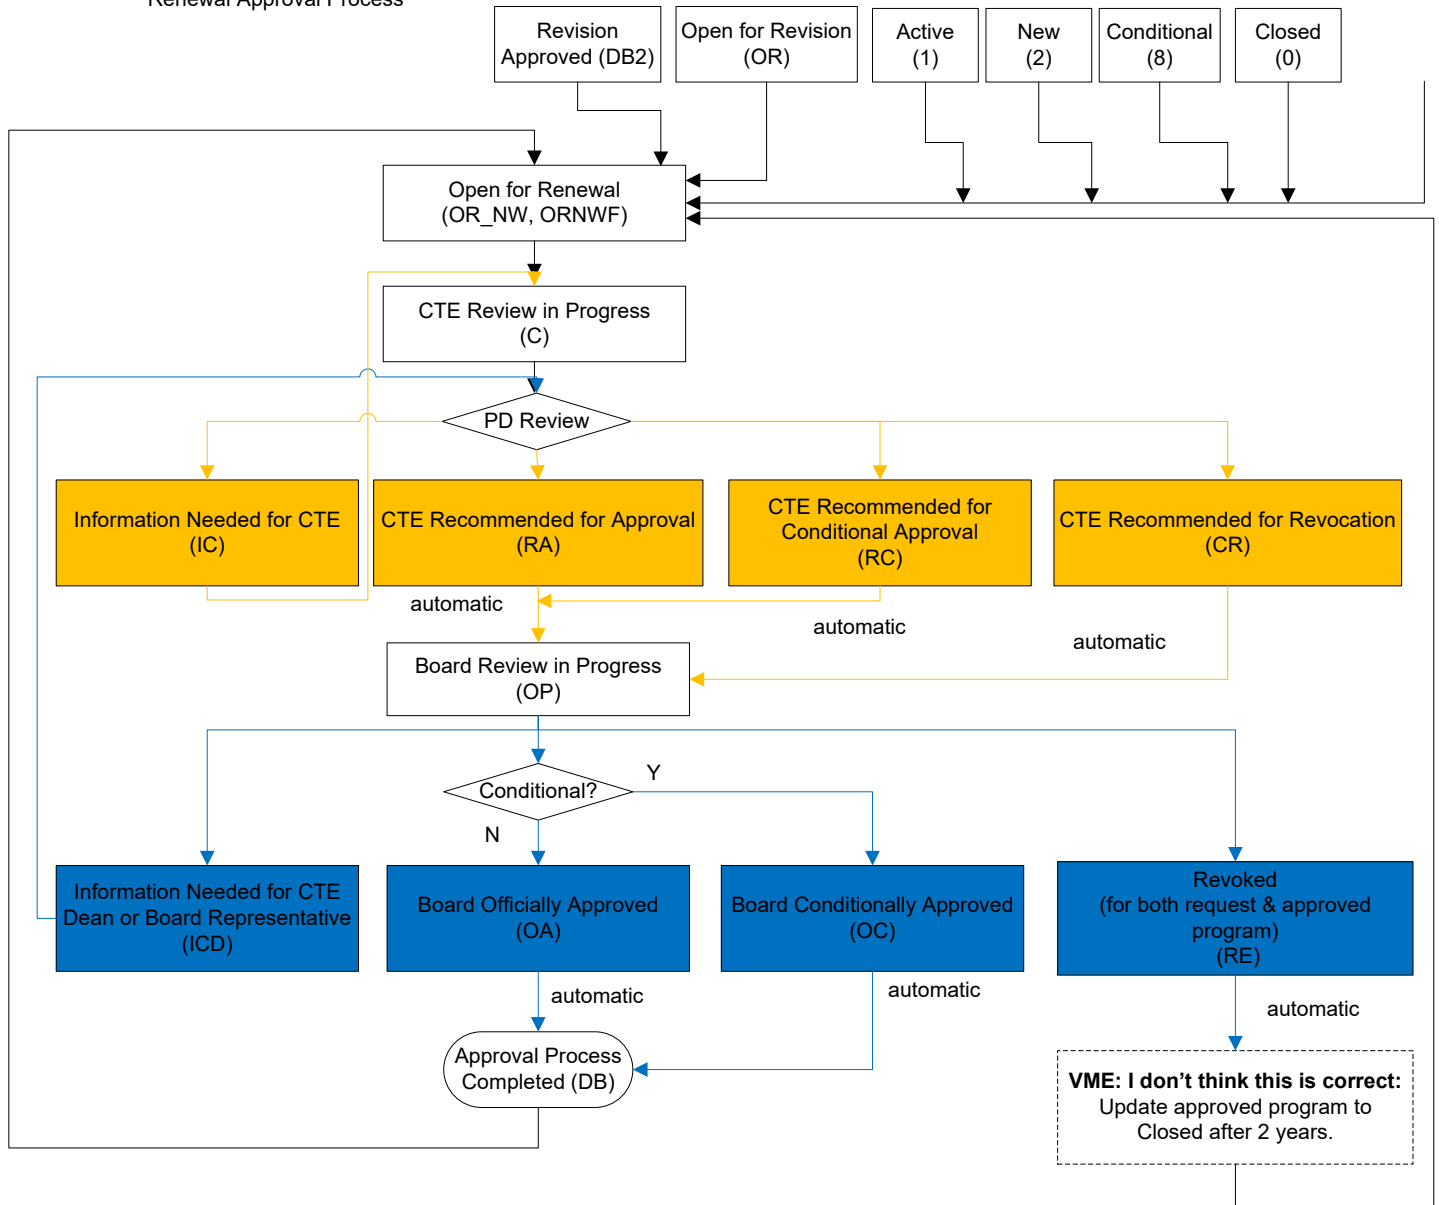 Renewal Approval Process
Revision
Approved (DB2)
Open for Revision
(OR)
Active
(1)
New
(2)
Conditional
(8)
Closed
(0)
Open for Renewal
(OR_NW, ORNWF)
CTE Review in Progress
(C)
PD Review
Information Needed for CTE
(IC)
CTE Recommended for Approval
(RA)
CTE Recommended for
Conditional Approval
(RC)
CTE Recommended for Revocation
(CR)
automatic
automatic
automatic
Board Review in Progress
(OP)
Conditional?
Y
N
Information Needed for CTE
Dean or Board Representative
(ICD)
Board Officially Approved
(OA)
Board Conditionally Approved
(OC)
Revoked
(for both request & approved
program)
(RE)
automatic
automatic
automatic
Approval Process
Completed (DB)
VME: I don’t think this is correct:
Update approved program to
Closed after 2 years.